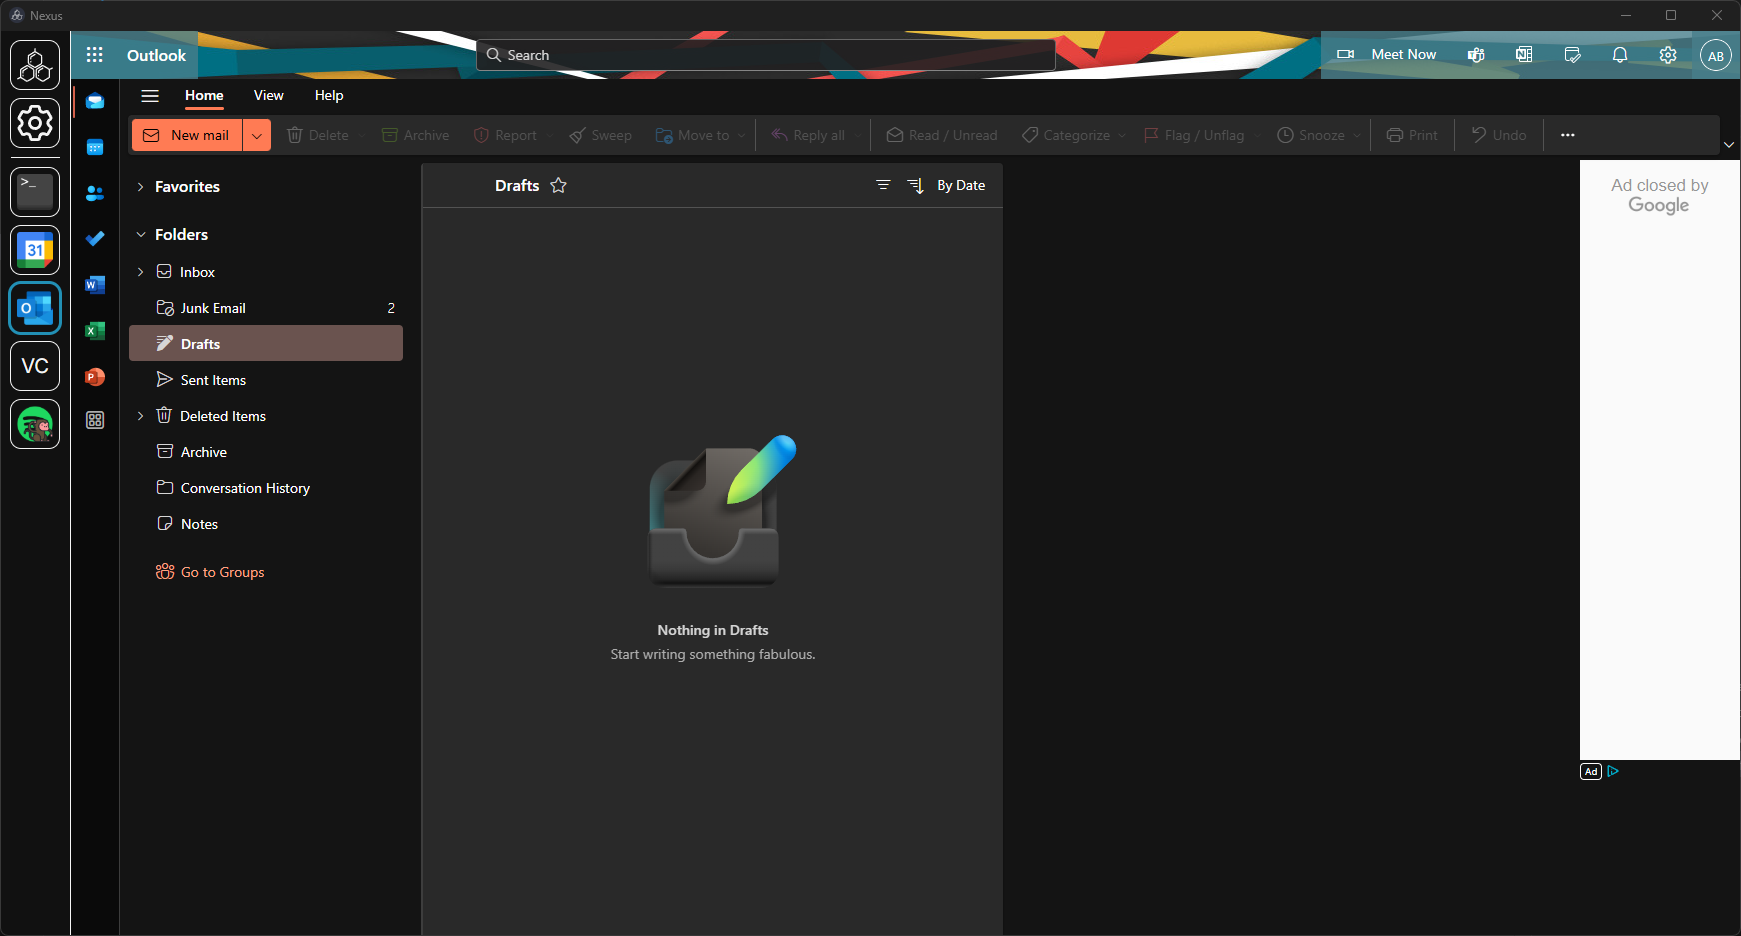 Nexus
Outlook
Search
Meet Now
AB
Home
View
Help
New mail
Delete
Archive
Report
Sweep
Move to
Reply all
Read / Unread
Categorize
Flag / Unflag
Snooze
Print
Undo
>_
31
O
VC
W
X
P
N
Favorites
Folders
Inbox
Junk Email 2
Drafts
Sent Items
Deleted Items
Archive
Conversation History
Notes
Go to Groups
Drafts
By Date
Nothing in Drafts
Start writing something fabulous.
Ad closed by
Google
Ad